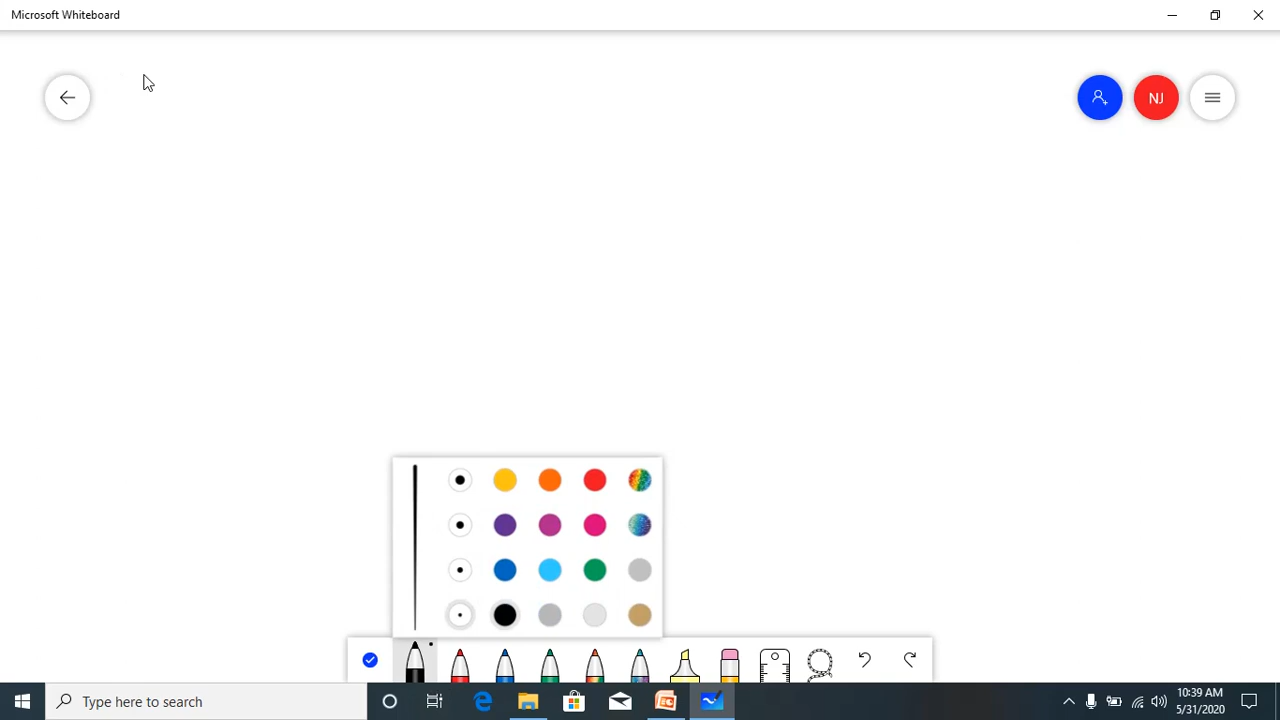 Microsoft Whiteboard
NJ
Type here to search
10:39 AM
5/31/2020